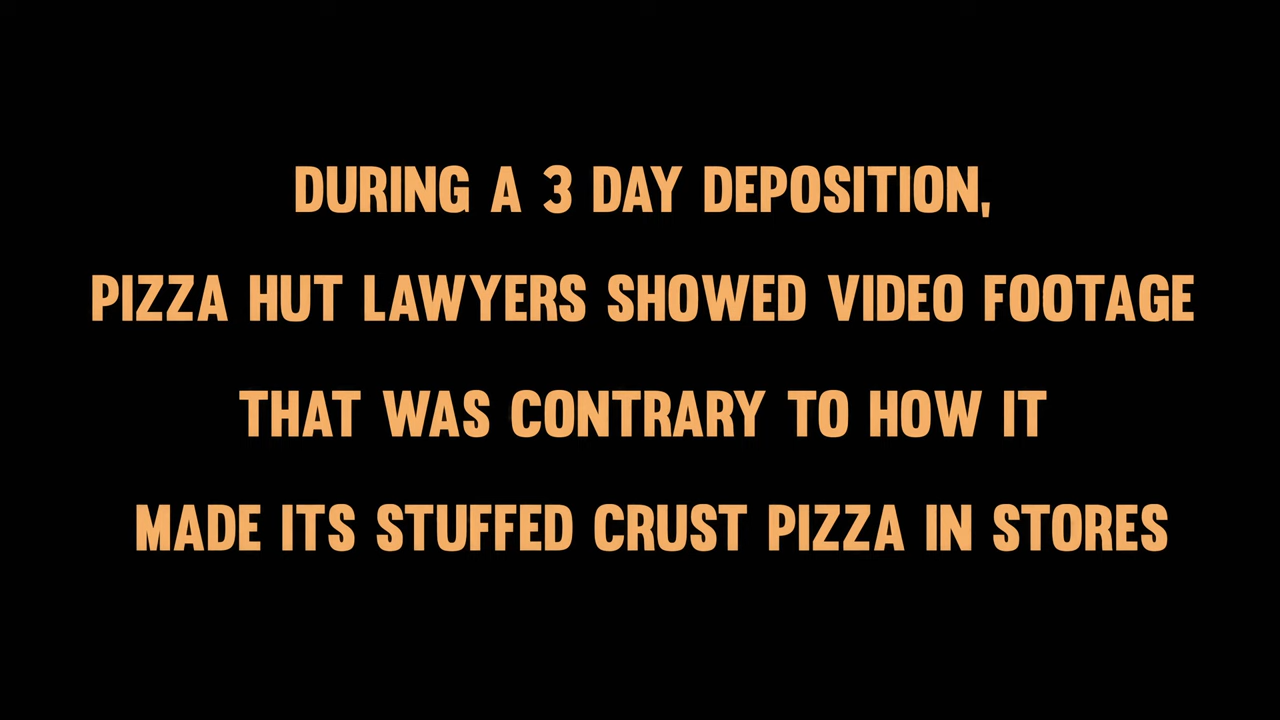 DURING A 3 DAY DEPOSITION,
PIZZA HUT LAWYERS SHOWED VIDEO FOOTAGE
THAT WAS CONTRARY TO HOW IT
MADE ITS STUFFED CRUST PIZZA IN STORES